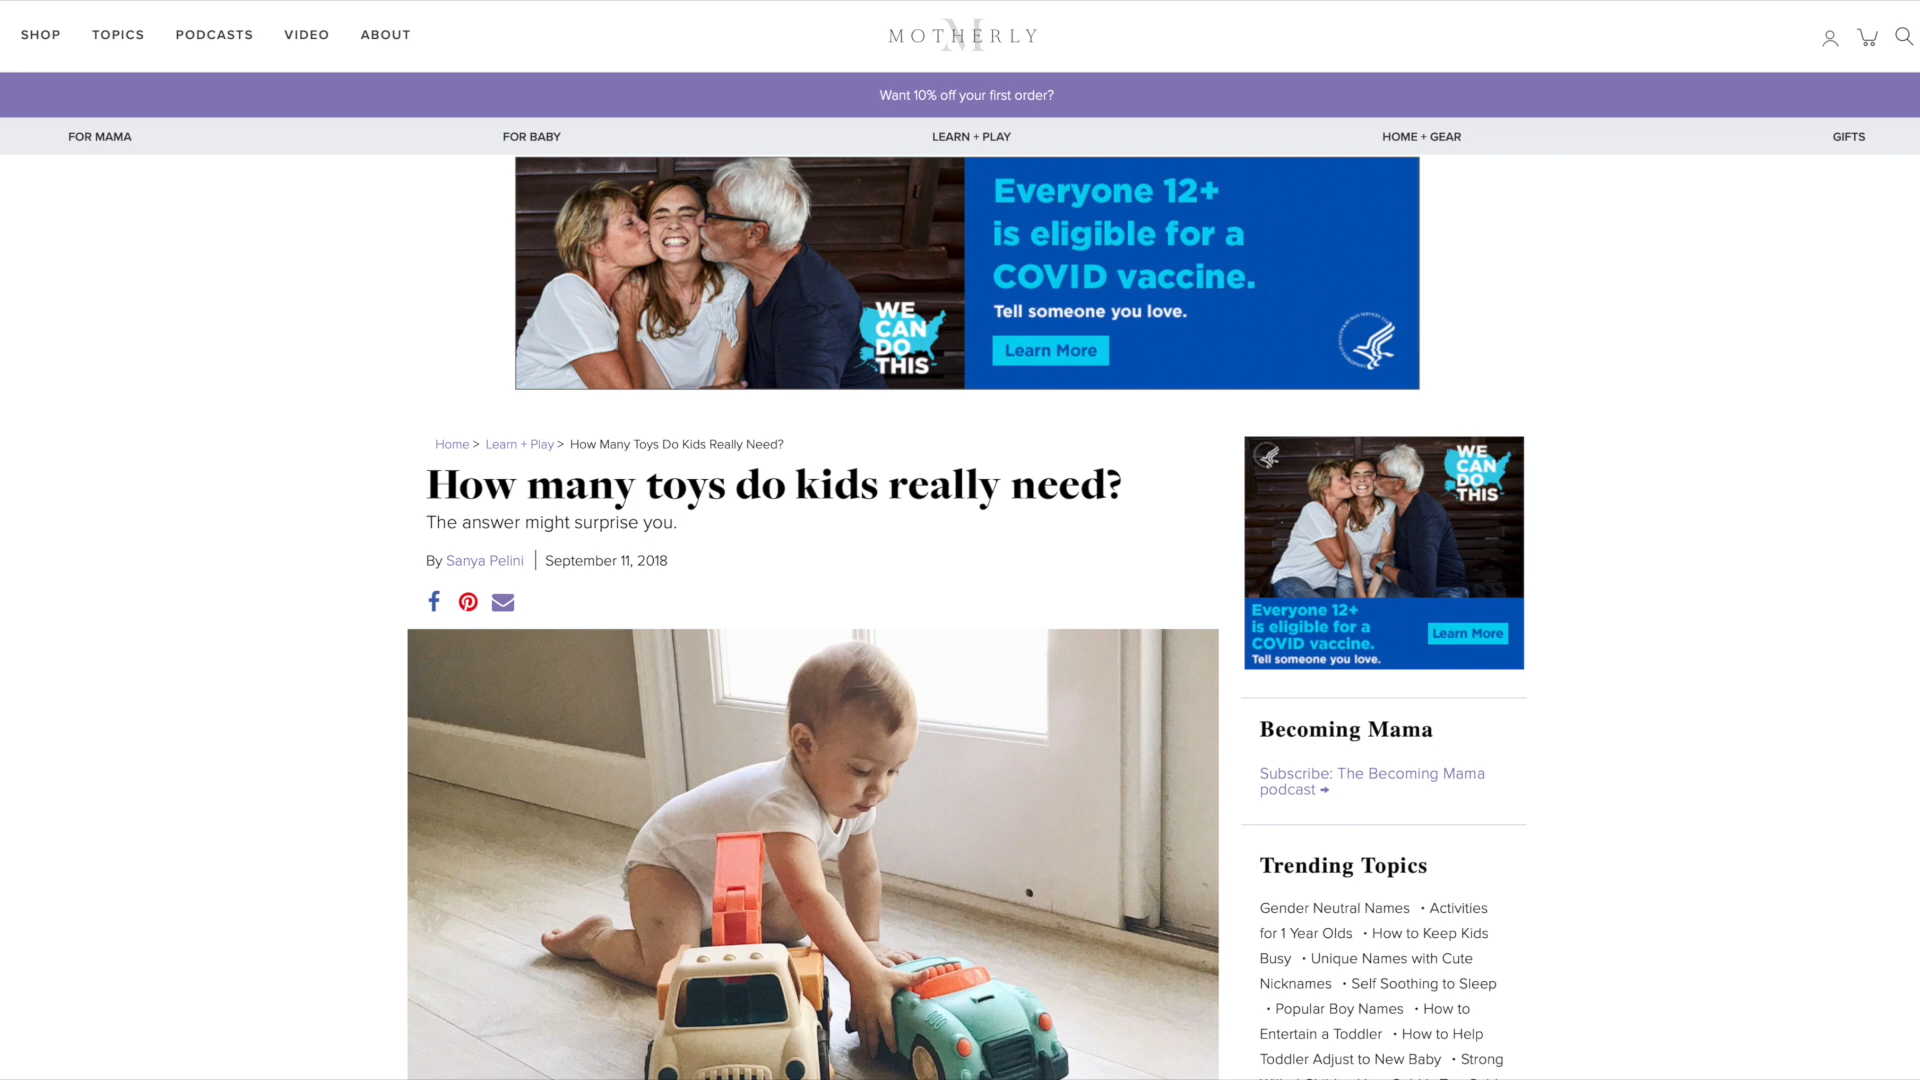 SHOP TOPICS PODCASTS VIDEO ABOUT
MOTHERLY
Want 10% off your first order?
FOR MAMA FOR BABY LEARN + PLAY HOME + GEAR GIFTS
WE
CAN
DO
THIS
Everyone 12+
is eligible for a
COVID vaccine.
Tell someone you love.
Learn More
Home > Learn + Play > How Many Toys Do Kids Really Need?
How many toys do kids really need?
The answer might surprise you.
By Sanya Pelini | September 11, 2018
WE
CAN
DO
THIS
Everyone 12+
is eligible for a
COVID vaccine.
Tell someone you love.
Learn More
Becoming Mama
Subscribe: The Becoming Mama
podcast →
Trending Topics
Gender Neutral Names • Activities
for 1 Year Olds • How to Keep Kids
Busy • Unique Names with Cute
Nicknames • Self Soothing to Sleep
• Popular Boy Names • How to
Entertain a Toddler • How to Help
Toddler Adjust to New Baby • Strong